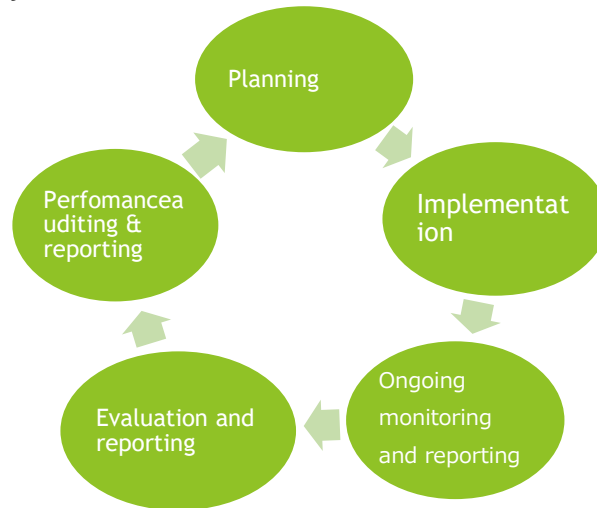 Planning
Implementat
ion
Ongoing
monitoring
and reporting
Evaluation and
reporting
Perfomancea
uditing &
reporting